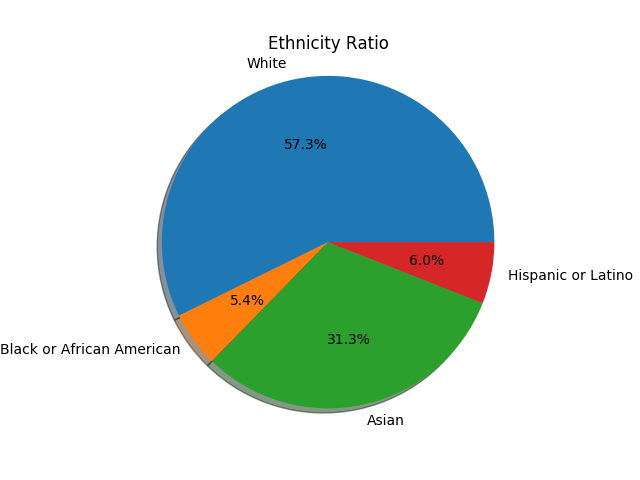 Ethnicity Ratio
White
57.3%
6.0%
Hispanic or Latino
5.4%
Black or African American
31.3%
Asian